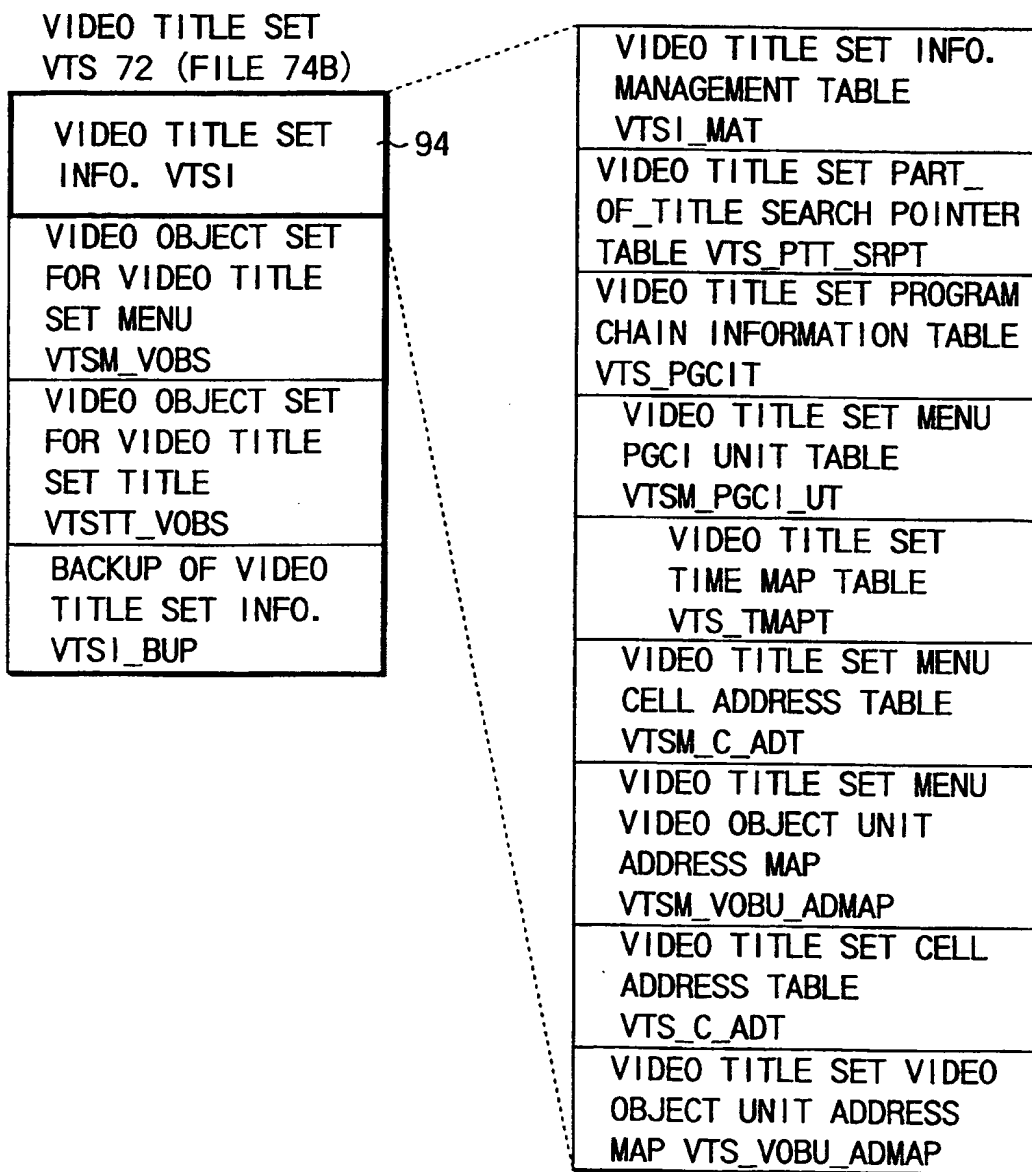 VIDEO TITLE SET
VTS 72 (FILE 74B)
VIDEO TITLE SET
INFO. VTSI
94
VIDEO OBJECT SET
FOR VIDEO TITLE
SET MENU
VTSM_VOBS
VIDEO OBJECT SET
FOR VIDEO TITLE
SET TITLE
VTSTT_VOBS
BACKUP OF VIDEO
TITLE SET INFO.
VTSI_BUP
VIDEO TITLE SET INFO.
MANAGEMENT TABLE
VTSI_MAT
VIDEO TITLE SET PART_
OF_TITLE SEARCH POINTER
TABLE VTS_PTT_SRPT
VIDEO TITLE SET PROGRAM
CHAIN INFORMATION TABLE
VTS_PGCIT
VIDEO TITLE SET MENU
PGCI UNIT TABLE
VTSM_PGCI_UT
VIDEO TITLE SET
TIME MAP TABLE
VTS_TMAPT
VIDEO TITLE SET MENU
CELL ADDRESS TABLE
VTSM_C_ADT
VIDEO TITLE SET MENU
VIDEO OBJECT UNIT
ADDRESS MAP
VTSM_VOBU_ADMAP
VIDEO TITLE SET CELL
ADDRESS TABLE
VTS_C_ADT
VIDEO TITLE SET VIDEO
OBJECT UNIT ADDRESS
MAP VTS_VOBU_ADMAP